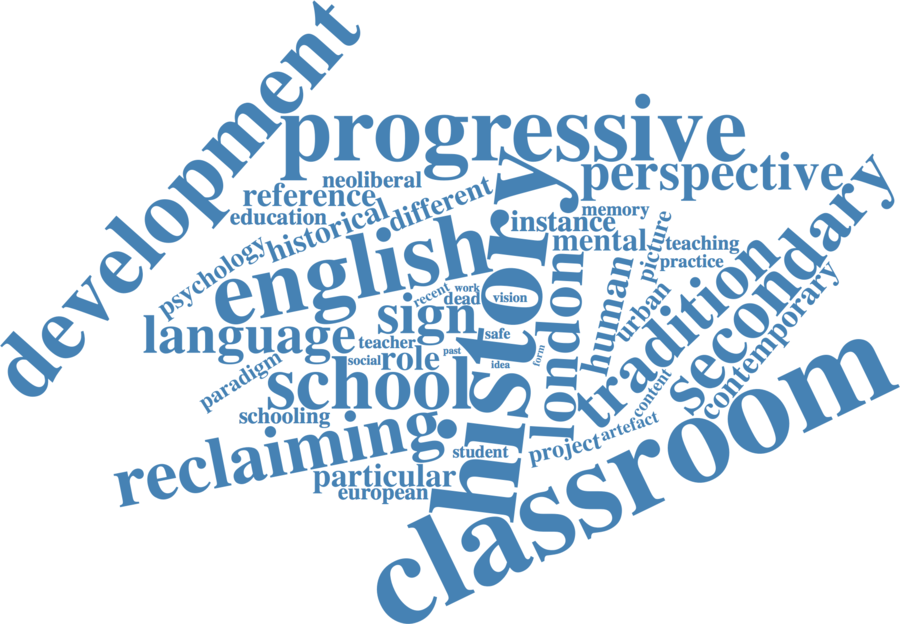 development
progressive
perspective
neoliberal
reference
education
historical
different
psychology
memory
instance
mental
picture
teaching
practice
secondary
english
history
human
urban
tradition
contemporary
recent
work
dead
vision
sign
safe
london
language
teacher
social
role
past
idea
form
paradigm
school
content
schooling
reclaiming
student
project
artefact
particular
european
classroom